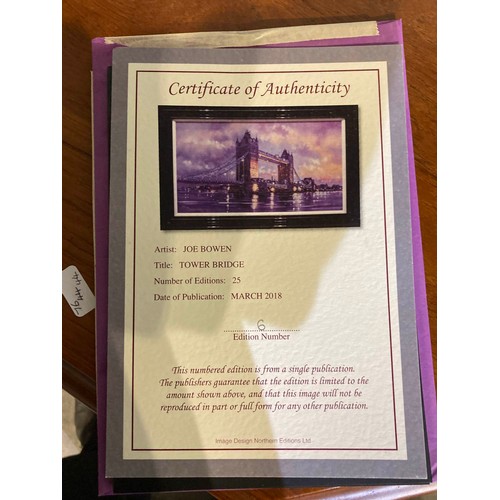 Certificate of Authenticity
Artist: JOE BOWEN
Title: TOWER BRIDGE
Number of Editions: 25
Date of Publication: MARCH 2018
6
Edition Number
This numbered edition is from a single publication.
The publishers guarantee that the edition is limited to the
amount shown above, and that this image will not be
reproduced in part or full form for any other publication.
Image Design Northern Editions Ltd